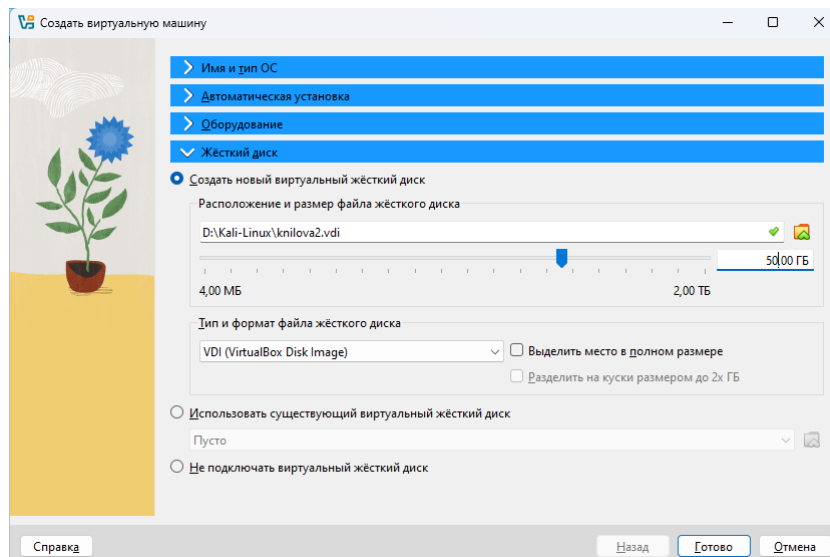 Создать виртуальную машину
Имя и тип ОС
Автоматическая установка
Оборудование
Жёсткий диск
Создать новый виртуальный жёсткий диск
Расположение и размер файла жёсткого диска
D:\Kali-Linux\knilova2.vdi
50,00 ГБ
4,00 МБ 2,00 ТБ
Тип и формат файла жёсткого диска
VDI (VirtualBox Disk Image) Выделить место в полном размере
Разделить на куски размером до 2х ГБ
Использовать существующий виртуальный жёсткий диск
Пусто
Не подключать виртуальный жёсткий диск
Справка Назад Готово Отмена